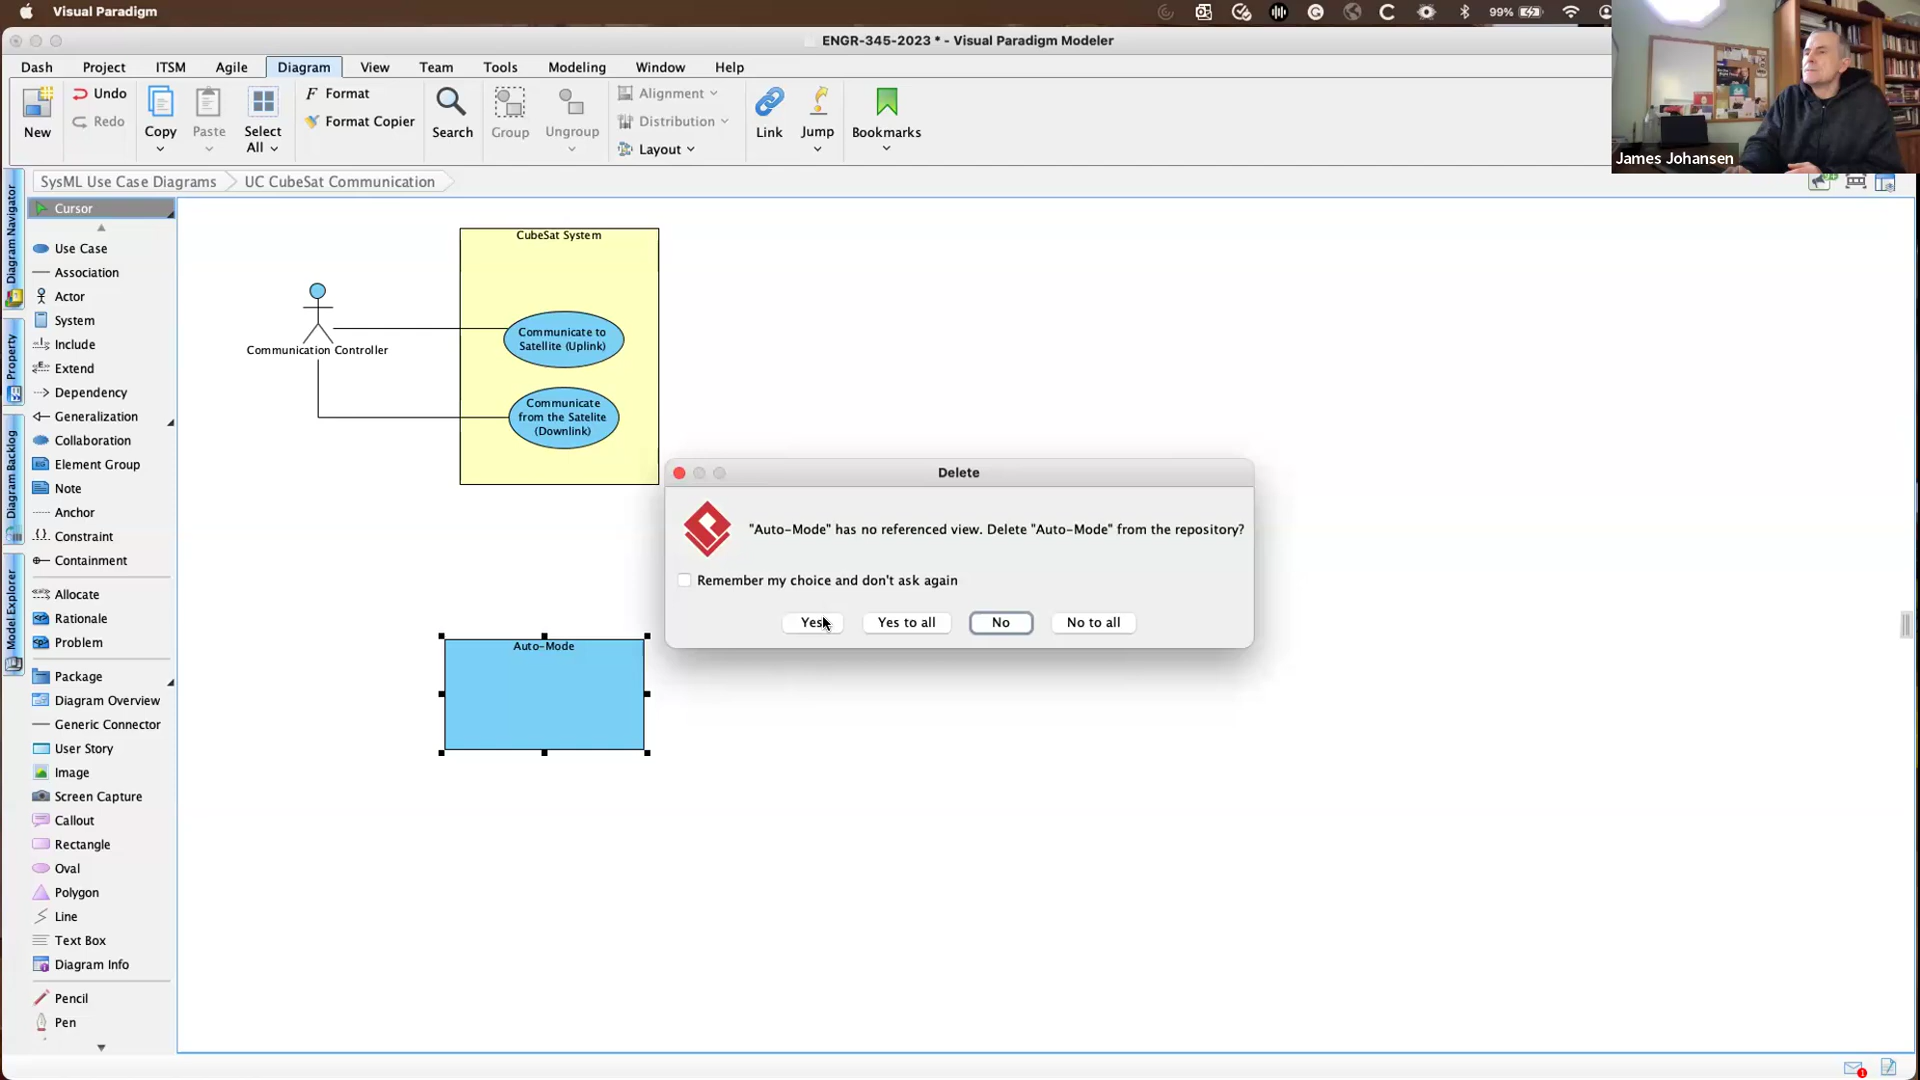 Visual Paradigm
99%
ENGR-345-2023 * - Visual Paradigm Modeler
Dash Project ITSM Agile Diagram View Team Tools Modeling Window Help
New
Undo
Redo
Copy
Paste
Select
All
Format
Format Copier
Search
Group
Ungroup
Alignment
Distribution
Layout
Link
Jump
Bookmarks
James Johansen
SysML Use Case Diagrams
UC CubeSat Communication
Diagram Navigator
Property
Diagram Backlog
Model Explorer
Cursor
Use Case
Association
Actor
System
Include
Extend
Dependency
Generalization
Collaboration
Element Group
Note
Anchor
Constraint
Containment
Allocate
Rationale
Problem
Package
Diagram Overview
Generic Connector
User Story
Image
Screen Capture
Callout
Rectangle
Oval
Polygon
Line
Text Box
Diagram Info
Pencil
Pen
CubeSat System
Communication Controller
Communicate to
Satellite (Uplink)
Communicate
from the Satelite
(Downlink)
Auto-Mode
Delete
"Auto-Mode" has no referenced view. Delete "Auto-Mode" from the repository?
Remember my choice and don't ask again
Yes
Yes to all
No
No to all